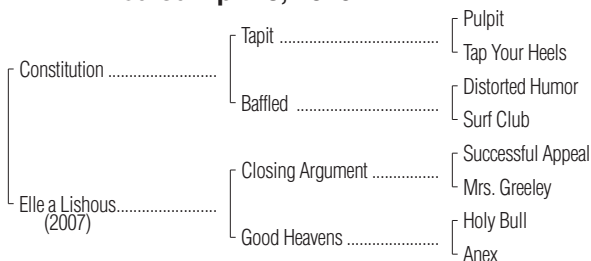 Pulpit
Tapit ........................................
Tap Your Heels
Constitution ...........................
Distorted Humor
Baffled ....................................
Surf Club
Successful Appeal
Closing Argument ....................
Mrs. Greeley
Elle a Lishous.........................
(2007)
Holy Bull
Good Heavens .......................
Anex